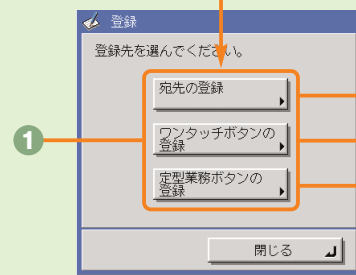 登録
登録先を選んでください。
宛先の登録
1
ワンタッチボタンの
登録
定型業務ボタンの
登録
閉じる